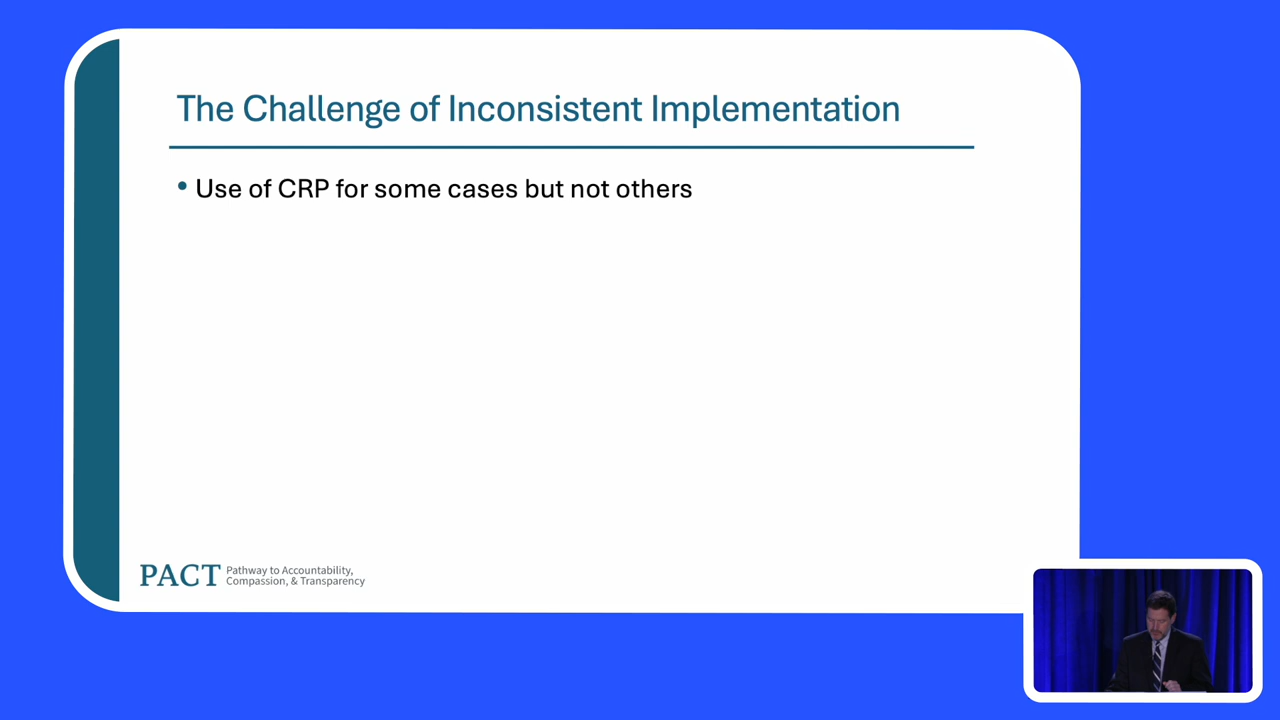 The Challenge of Inconsistent Implementation
• Use of CRP for some cases but not others
PACT
Pathway to Accountability,
Compassion, & Transparency